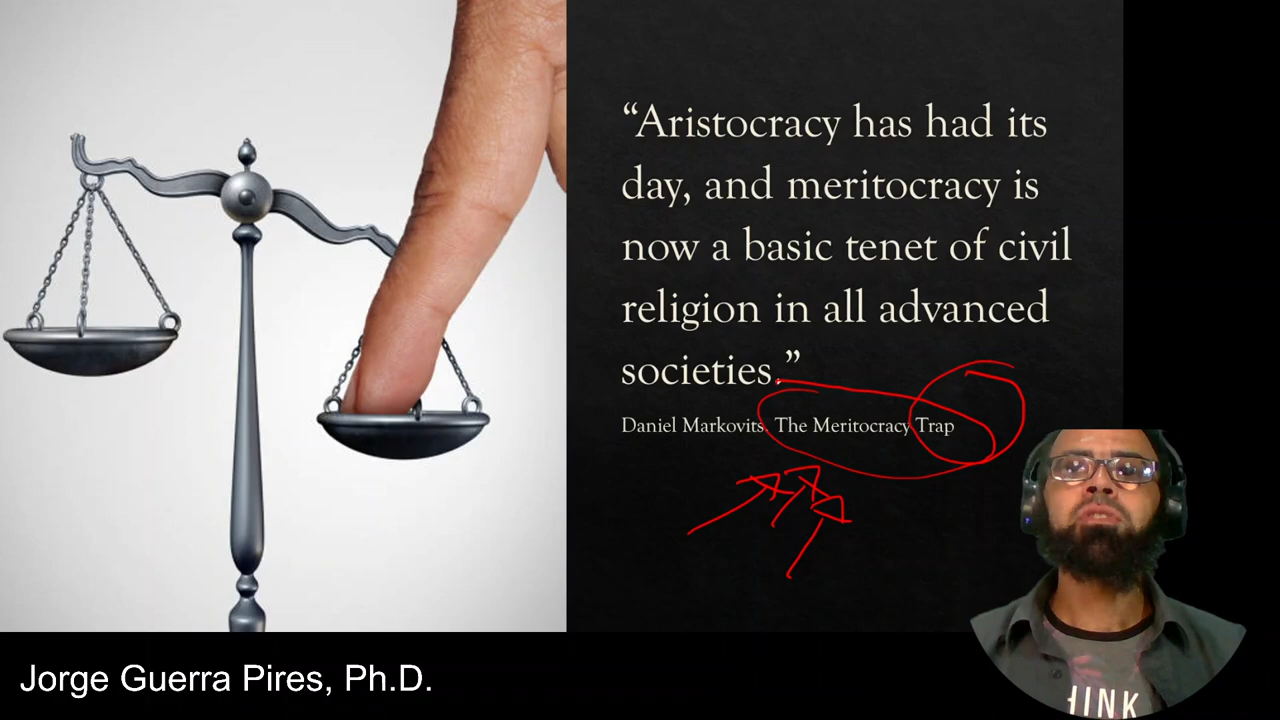 “Aristocracy has had its
day, and meritocracy is
now a basic tenet of civil
religion in all advanced
societies.”
Daniel Markovits. The Meritocracy Trap
HINK
Jorge Guerra Pires, Ph.D.